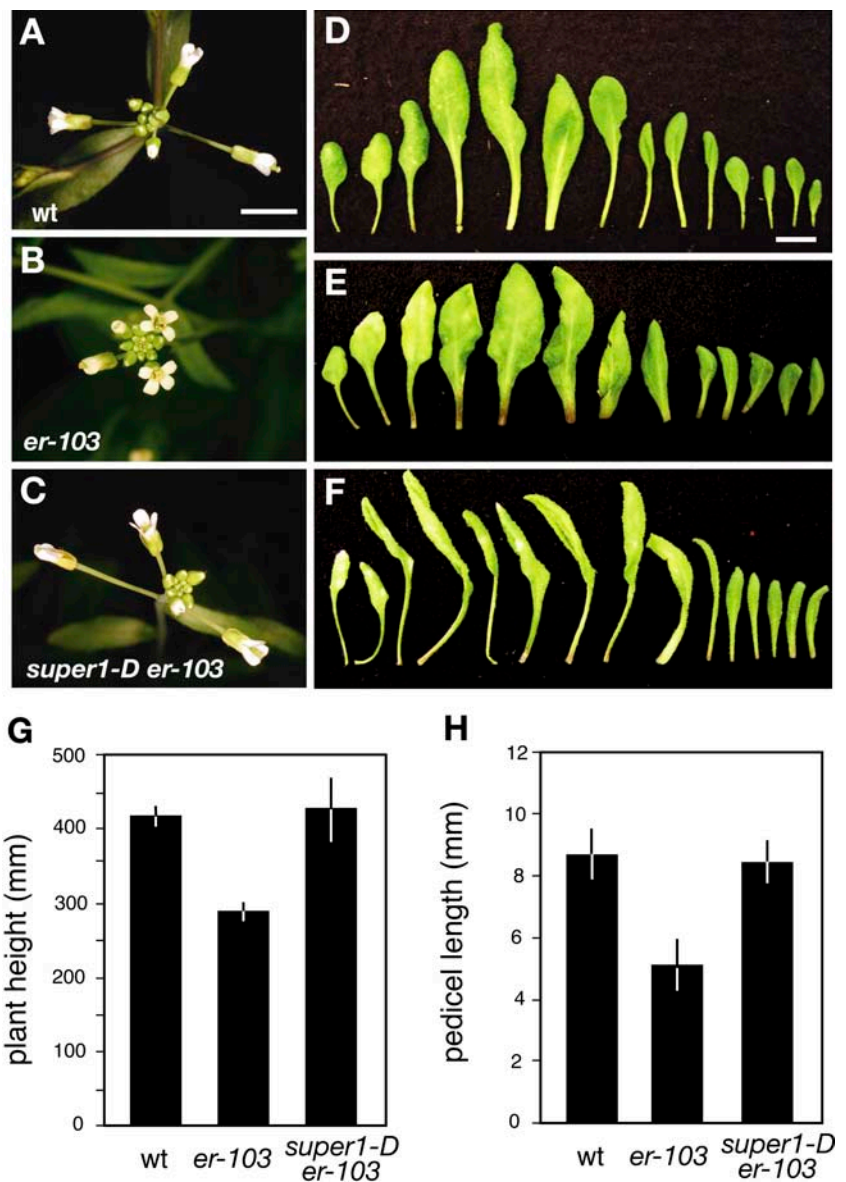 A
wt
B
er-103
C
super1-D er-103
D
E
F
G
plant height (mm)
500
400
300
200
100
0
wt
er-103
super1-D
er-103
H
pedicel length (mm)
12
10
8
6
4
2
0
wt
er-103
super1-D
er-103